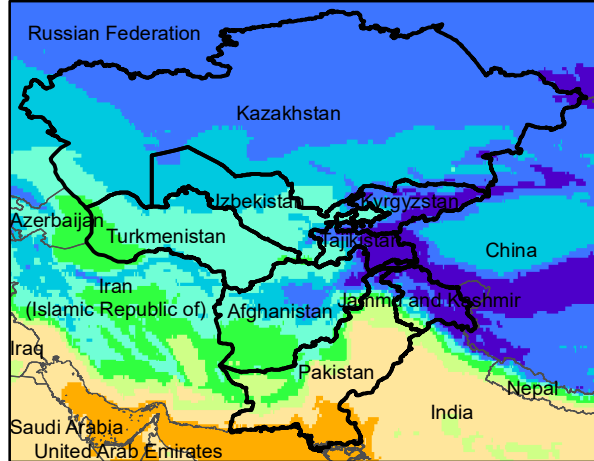 Russian Federation
Kazakhstan
Uzbekistan
Kyrgyzstan
Azerbaijan
Turkmenistan
Tajikistan
China
Iran
(Islamic Republic of)
Afghanistan
Jammu and Kashmir
Iraq
Pakistan
Nepal
India
Saudi Arabia
United Arab Emirates